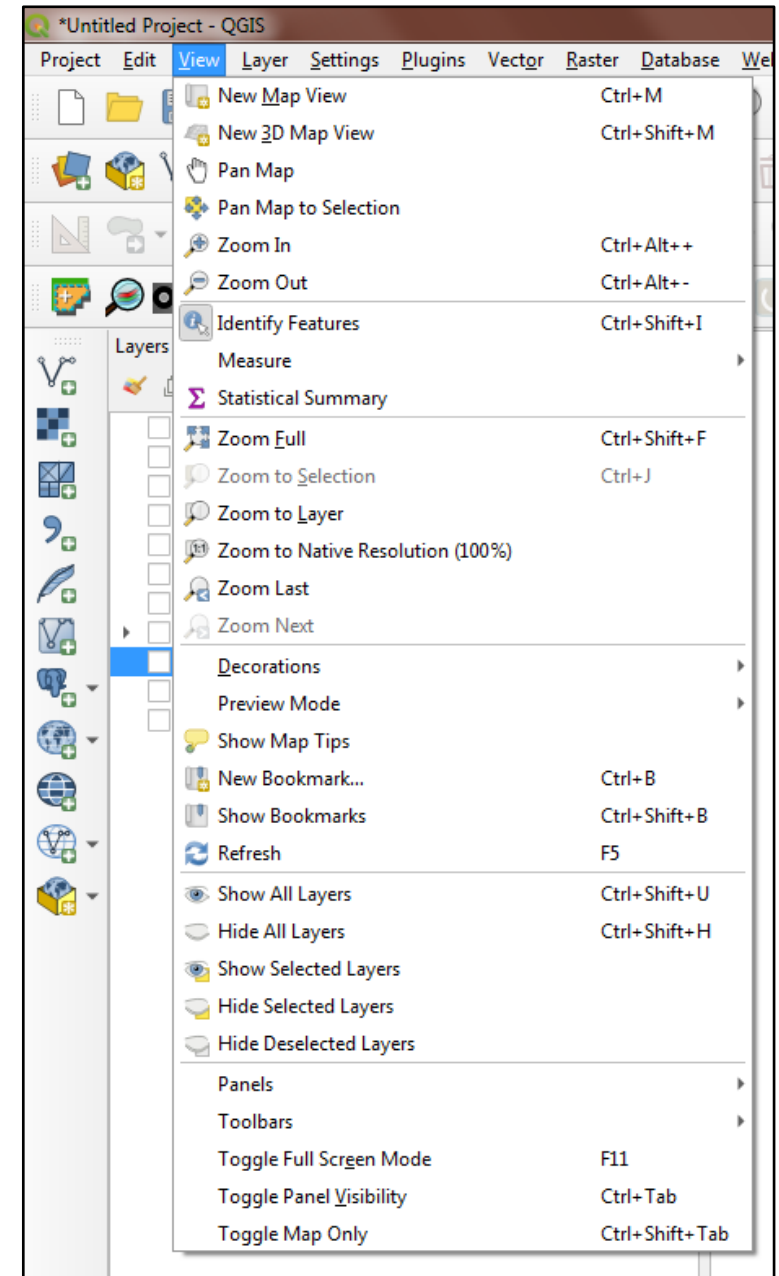 *Untitled Project - QGIS
Project Edit View Layer Settings Plugins Vector Raster Database
New Map View Ctrl+M
New 3D Map View Ctrl+Shift+M
Pan Map
Pan Map to Selection
Zoom In Ctrl+Alt++
Zoom Out Ctrl+Alt+-
Identify Features Ctrl+Shift+I
Layers
Measure
Statistical Summary
Zoom Full Ctrl+Shift+F
Zoom to Selection Ctrl+J
Zoom to Layer
1:1 Zoom to Native Resolution (100%)
Zoom Last
Zoom Next
Decorations
Preview Mode
Show Map Tips
New Bookmark... Ctrl+B
Show Bookmarks Ctrl+Shift+B
Refresh F5
Show All Layers Ctrl+Shift+U
Hide All Layers Ctrl+Shift+H
Show Selected Layers
Hide Selected Layers
Hide Deselected Layers
Panels
Toolbars
Toggle Full Screen Mode F11
Toggle Panel Visibility Ctrl+Tab
Toggle Map Only Ctrl+Shift+Tab